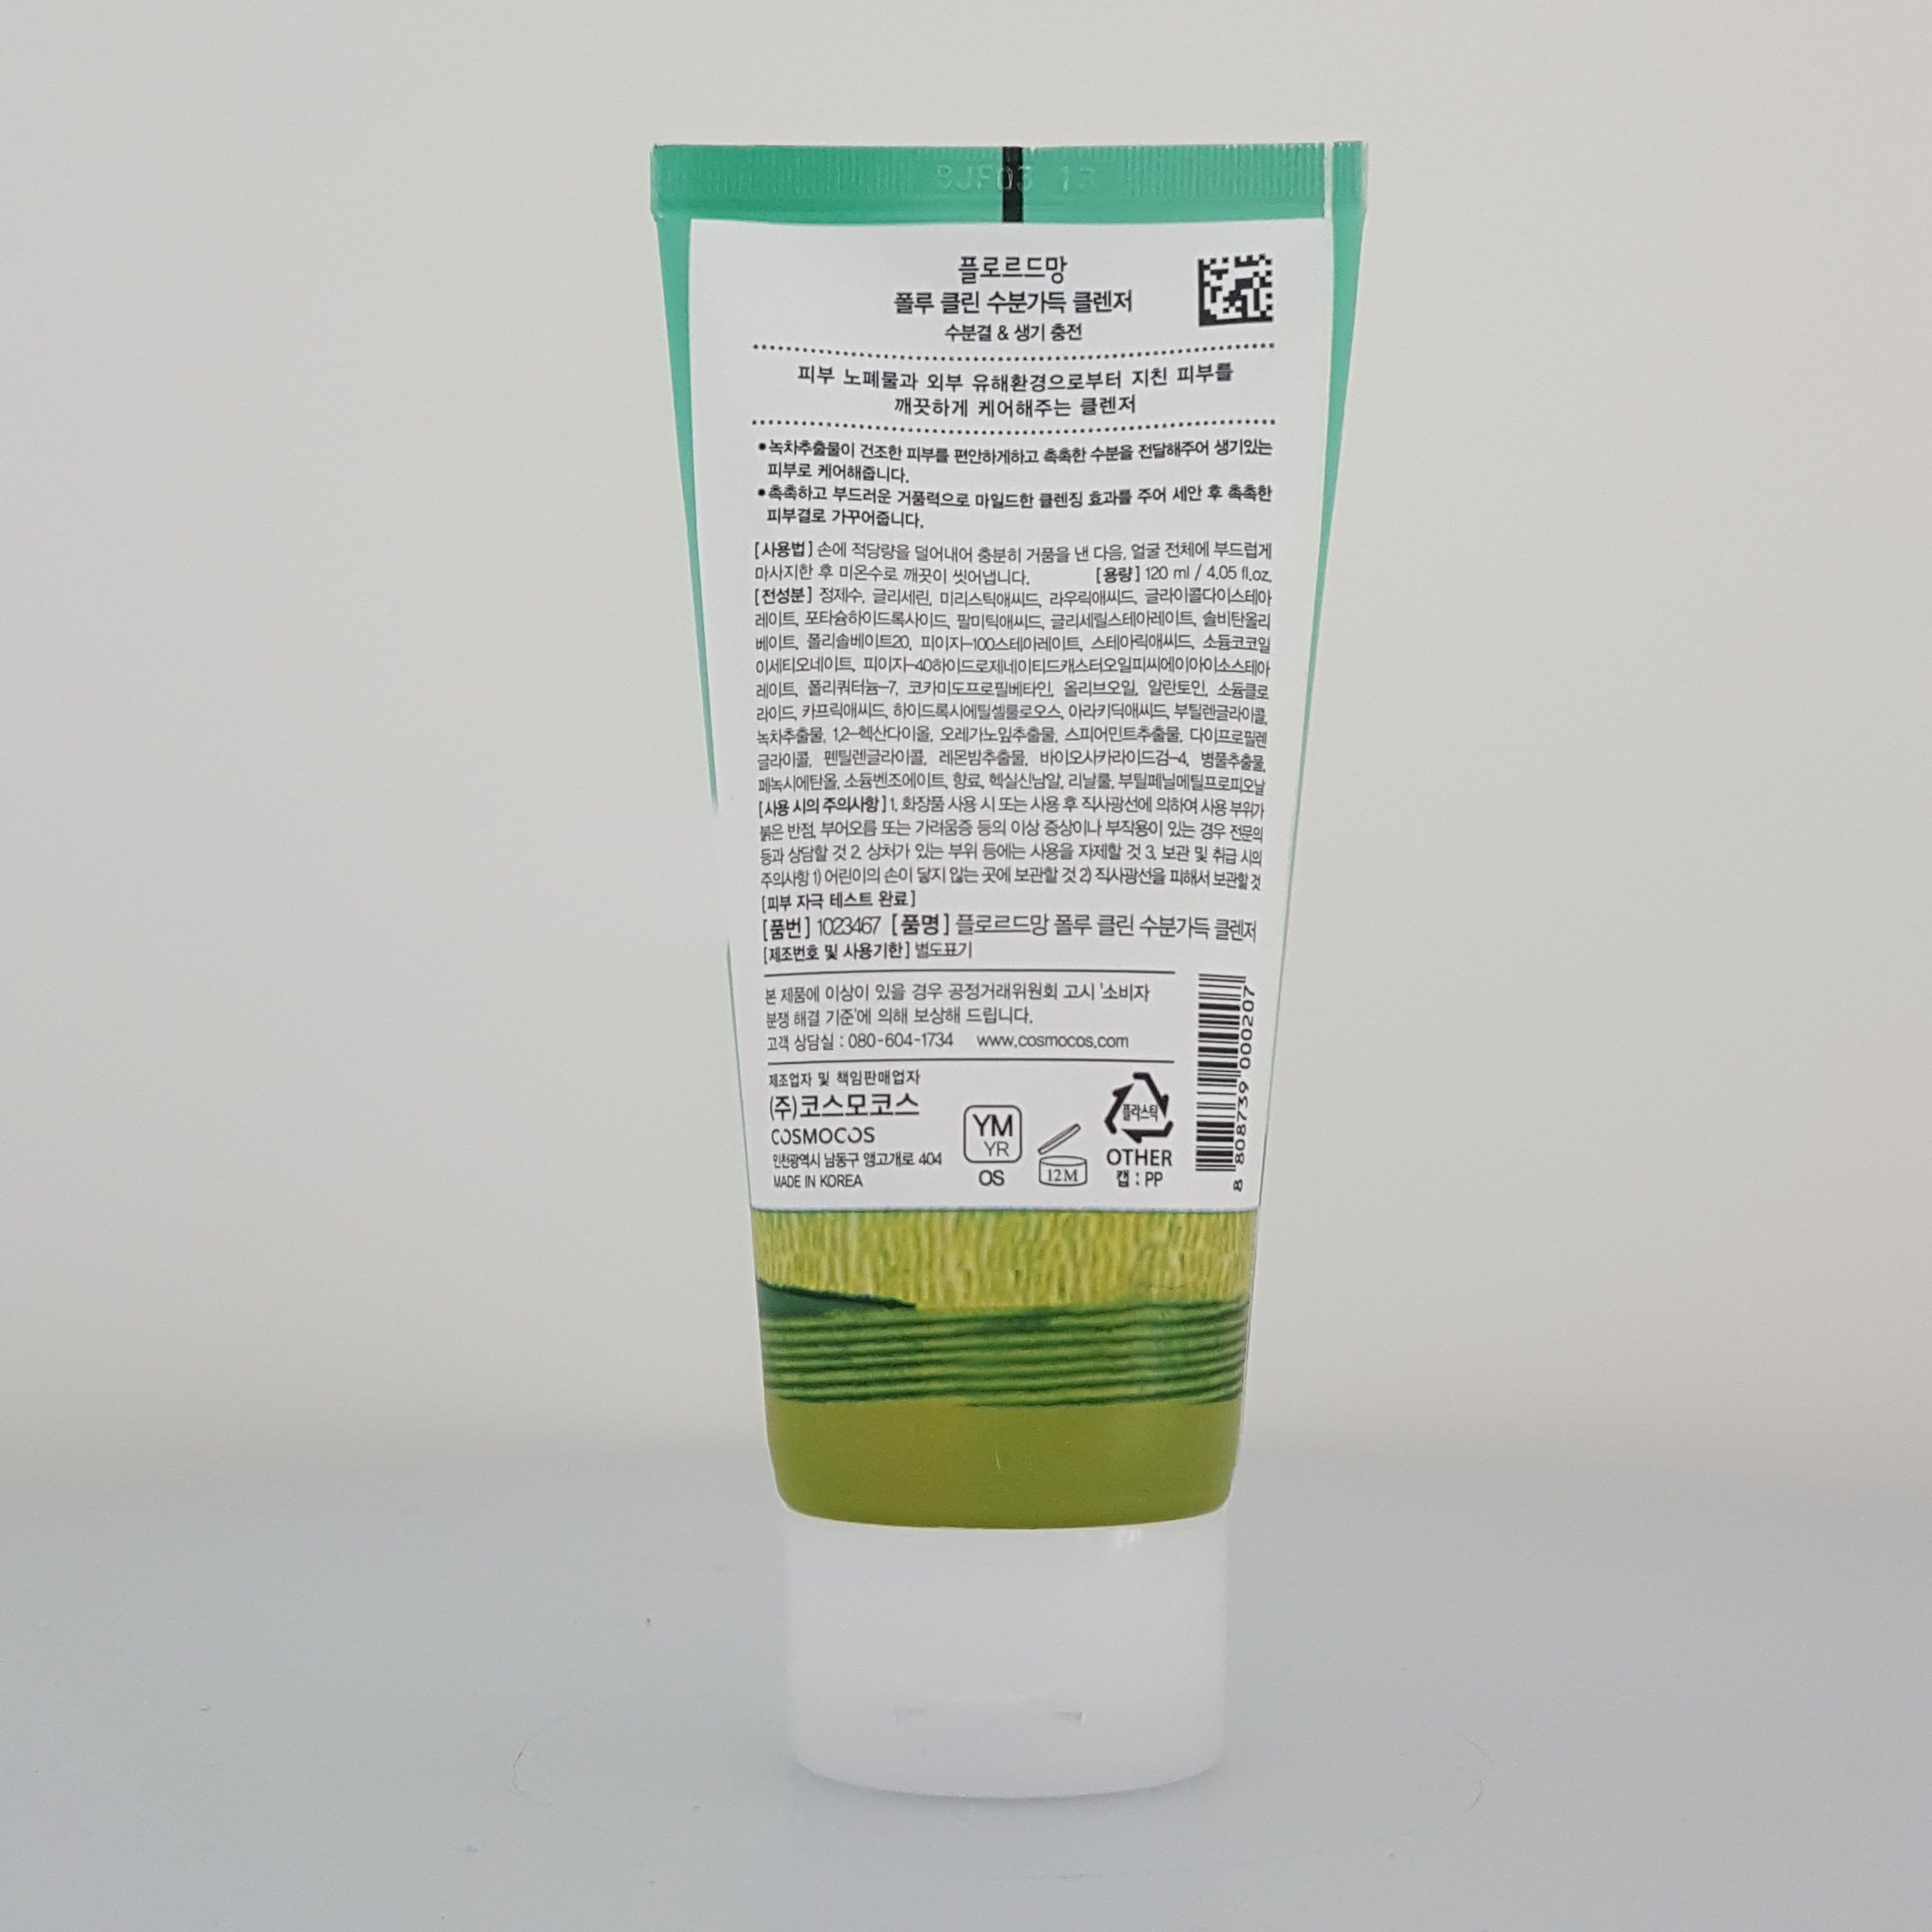 플로르드망
폴루 클린 수분가득 클렌저
수분결 & 생기 충전
피부 노폐물과 외부 유해환경으로부터 지친 피부를
깨끗하게 케어해주는 클렌저
•녹차추출물이 건조한 피부를 편안하게하고 촉촉한 수분을 전달해주어 생기있는
피부로 케어해줍니다.
•촉촉하고 부드러운 거품력으로 마일드한 클렌징 효과를 주어 세안 후 촉촉한
피부결로 가꾸어줍니다.
[사용법] 손에 적당량을 덜어내어 충분히 거품을 낸 다음, 얼굴 전체에 부드럽게
마사지한 후 미온수로 깨끗이 씻어냅니다. [용량] 120 ml / 4.05 fl.oz.
[전성분] 정제수, 글리세린, 미리스틱애씨드, 라우릭애씨드, 글라이콜다이스테아
레이트, 포타슘하이드록사이드, 팔미틱애씨드, 글리세릴스테아레이트, 솔비탄올리
베이트, 폴리솔베이트20, 피이지-100스테아레이트, 스테아릭애씨드, 소듐코코일
이세티오네이트, 피이지-40하이드로제네이티드캐스터오일피씨에이아이소스테아
레이트, 폴리쿼터늄-7, 코카미도프로필베타인, 올리브오일, 알란토인, 소듐클로
라이드, 카프릭애씨드, 하이드록시에틸셀룰로오스, 아라키딕애씨드, 부틸렌글라이콜,
녹차추출물, 1,2-헥산다이올, 오레가노잎추출물, 스피어민트추출물, 다이프로필렌
글라이콜, 펜틸렌글라이콜, 레몬밤추출물, 바이오사카라이드검-4, 병풀추출물,
페녹시에탄올, 소듐벤조에이트, 향료, 헥실신남알, 리날룰, 부틸페닐메틸프로피오날
[사용 시의 주의사항] 1. 화장품 사용 시 또는 사용 후 직사광선에 의하여 사용 부위가
붉은 반점, 부어오름 또는 가려움증 등의 이상 증상이나 부작용이 있는 경우 전문의
등과 상담할 것 2. 상처가 있는 부위 등에는 사용을 자제할 것 3. 보관 및 취급 시의
주의사항 1) 어린이의 손이 닿지 않는 곳에 보관할 것 2) 직사광선을 피해서 보관할 것
[피부 자극 테스트 완료]
[품번] 1023467 [품명] 플로르드망 폴루 클린 수분가득 클렌저
[제조번호 및 사용기한] 별도표기
본 제품에 이상이 있을 경우 공정거래위원회 고시 '소비자
분쟁 해결 기준'에 의해 보상해 드립니다.
고객 상담실 : 080-604-1734 www.cosmocos.com
제조업자 및 책임판매업자
(주)코스모코스
COSMOCOS
인천광역시 남동구 앵고개로 404
MADE IN KOREA
YM
YR
OS
12M
플라스틱
OTHER
캡 : PP
8 808739 000207